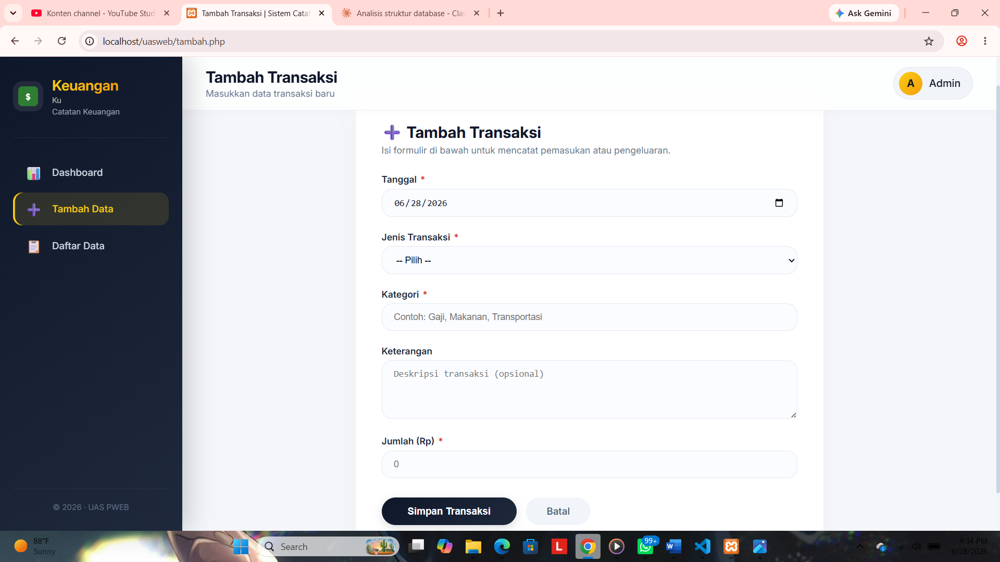 Konten channel - YouTube Stud
Tambah Transaksi | Sistem Catat
Analisis struktur database - Clau
Ask Gemini
localhost/uasweb/tambah.php
$
Keuangan
Ku
Catatan Keuangan
Dashboard
Tambah Data
Daftar Data
© 2026 · UAS PWEB
Tambah Transaksi
Masukkan data transaksi baru
A Admin
Tambah Transaksi
Isi formulir di bawah untuk mencatat pemasukan atau pengeluaran.
Tanggal *
06/28/2026
Jenis Transaksi *
-- Pilih --
Kategori *
Contoh: Gaji, Makanan, Transportasi
Keterangan
Deskripsi transaksi (opsional)
Jumlah (Rp) *
0
Simpan Transaksi
Batal
88°F
Sunny
Search
L
99+
W
4:34 PM
6/28/2026